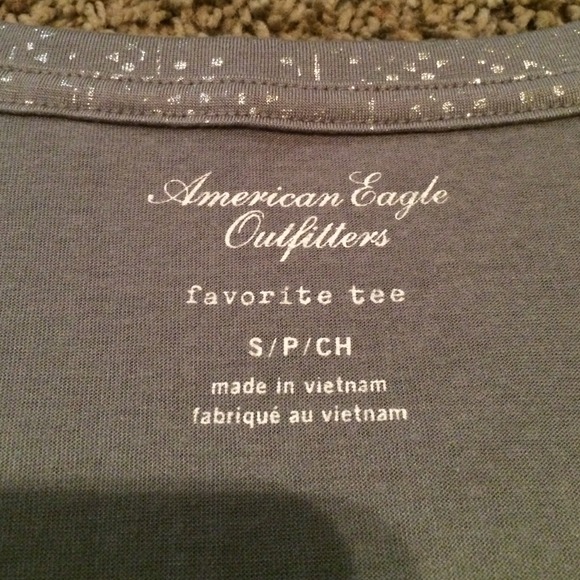 American Eagle
Outfitters
favorite tee
S/P/CH
made in vietnam
fabriqué au vietnam